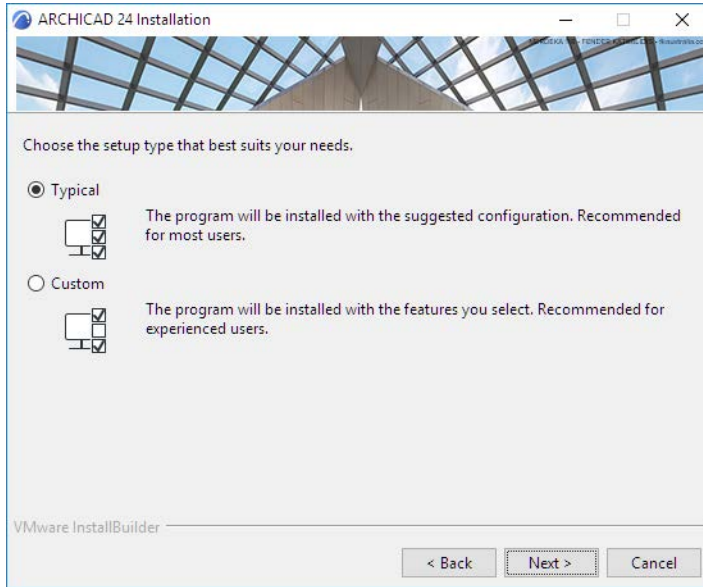 ARCHICAD 24 Installation
FENDER KATSALIDIS
Choose the setup type that best suits your needs.
Typical
The program will be installed with the suggested configuration. Recommended
for most users.
Custom
The program will be installed with the features you select. Recommended for
experienced users.
VMware InstallBuilder
< Back
Next >
Cancel